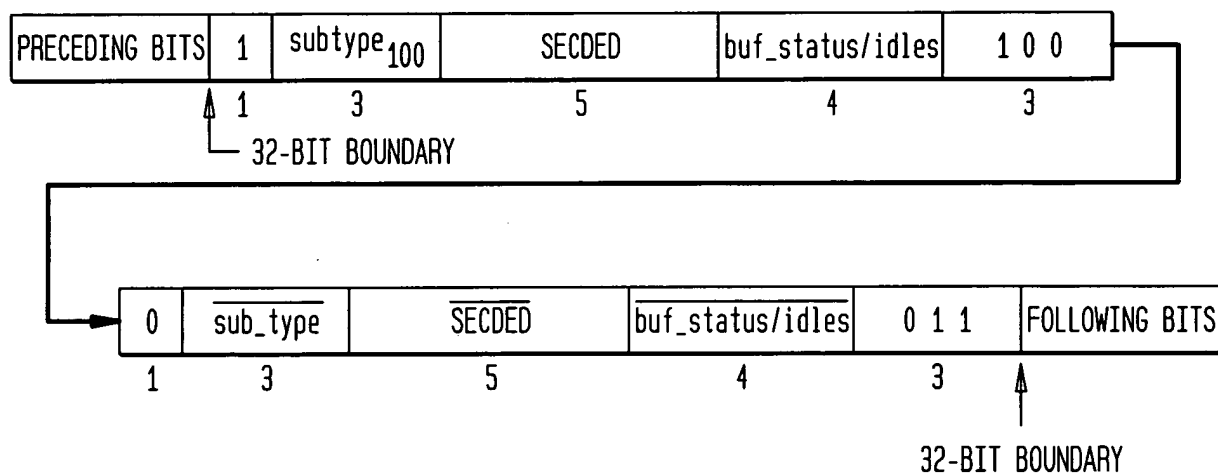 PRECEDING BITS 1 subtype100 SECDED buf_status/idles 1 0 0
1 3 5 4 3
32-BIT BOUNDARY
0 sub_type SECDED buf_status/idles 0 1 1 FOLLOWING BITS
1 3 5 4 3
32-BIT BOUNDARY